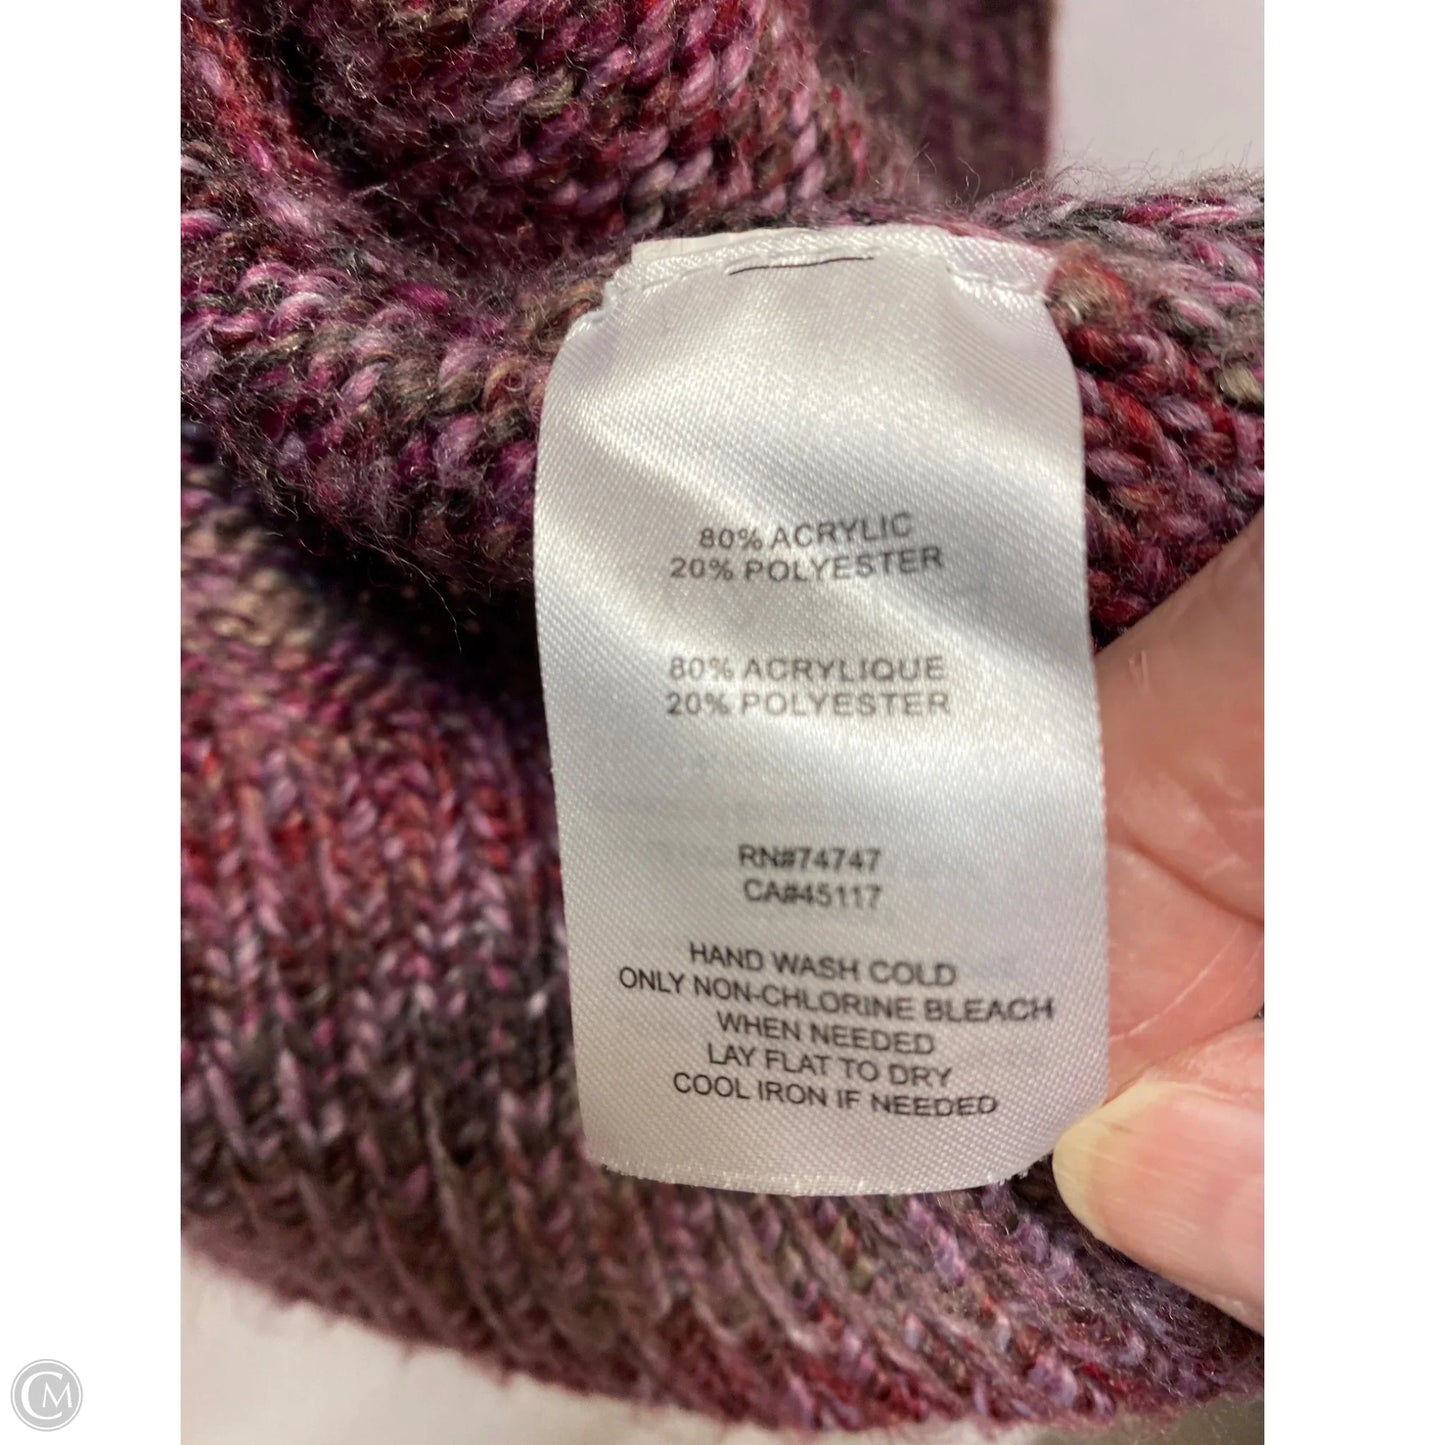 80% ACRYLIC
20% POLYESTER
80% ACRYLIQUE
20% POLYESTER
RN#74747
CA#45117
HAND WASH COLD
ONLY NON-CHLORINE BLEACH
WHEN NEEDED
LAY FLAT TO DRY
COOL IRON IF NEEDED
CM